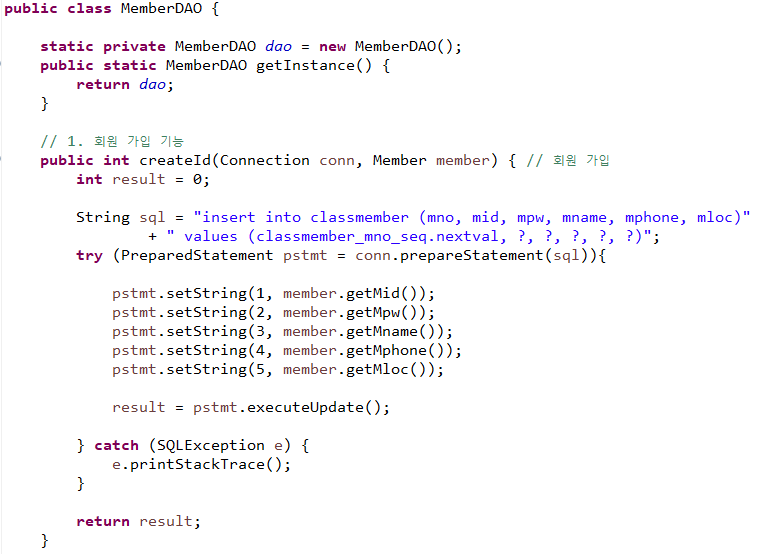 public class MemberDAO {
static private MemberDAO dao = new MemberDAO();
public static MemberDAO getInstance() {
return dao;
}
// 1. 회원 가입 기능
public int createId(Connection conn, Member member) { // 회원 가입
int result = 0;
String sql = "insert into classmember (mno, mid, mpw, mname, mphone, mloc)"
+ " values (classmember_mno_seq.nextval, ?, ?, ?, ?, ?)";
try (PreparedStatement pstmt = conn.prepareStatement(sql)){
pstmt.setString(1, member.getMid());
pstmt.setString(2, member.getMpw());
pstmt.setString(3, member.getMname());
pstmt.setString(4, member.getMphone());
pstmt.setString(5, member.getMloc());
result = pstmt.executeUpdate();
} catch (SQLException e) {
e.printStackTrace();
}
return result;
}